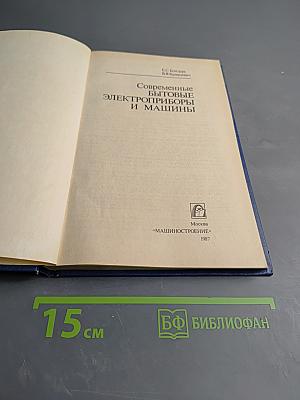 Современные
БЫТОВЫЕ
ЭЛЕКТРОПРИБОРЫ
И МАШИНЫ
Москва
«МАШИНОСТРОЕНИЕ»
1987
15 см
БФ БИБЛИОФАН